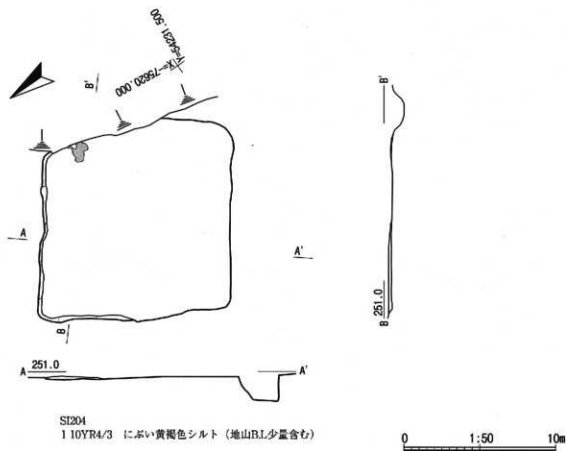 Y=54231.500
X=-75620.000
B'
B'
A
A'
B
251.0
B
A 251.0 A'
SI204
1 10YR4/3 にぶい黄褐色シルト（地山B.L少量含む）
0 1:50 10m